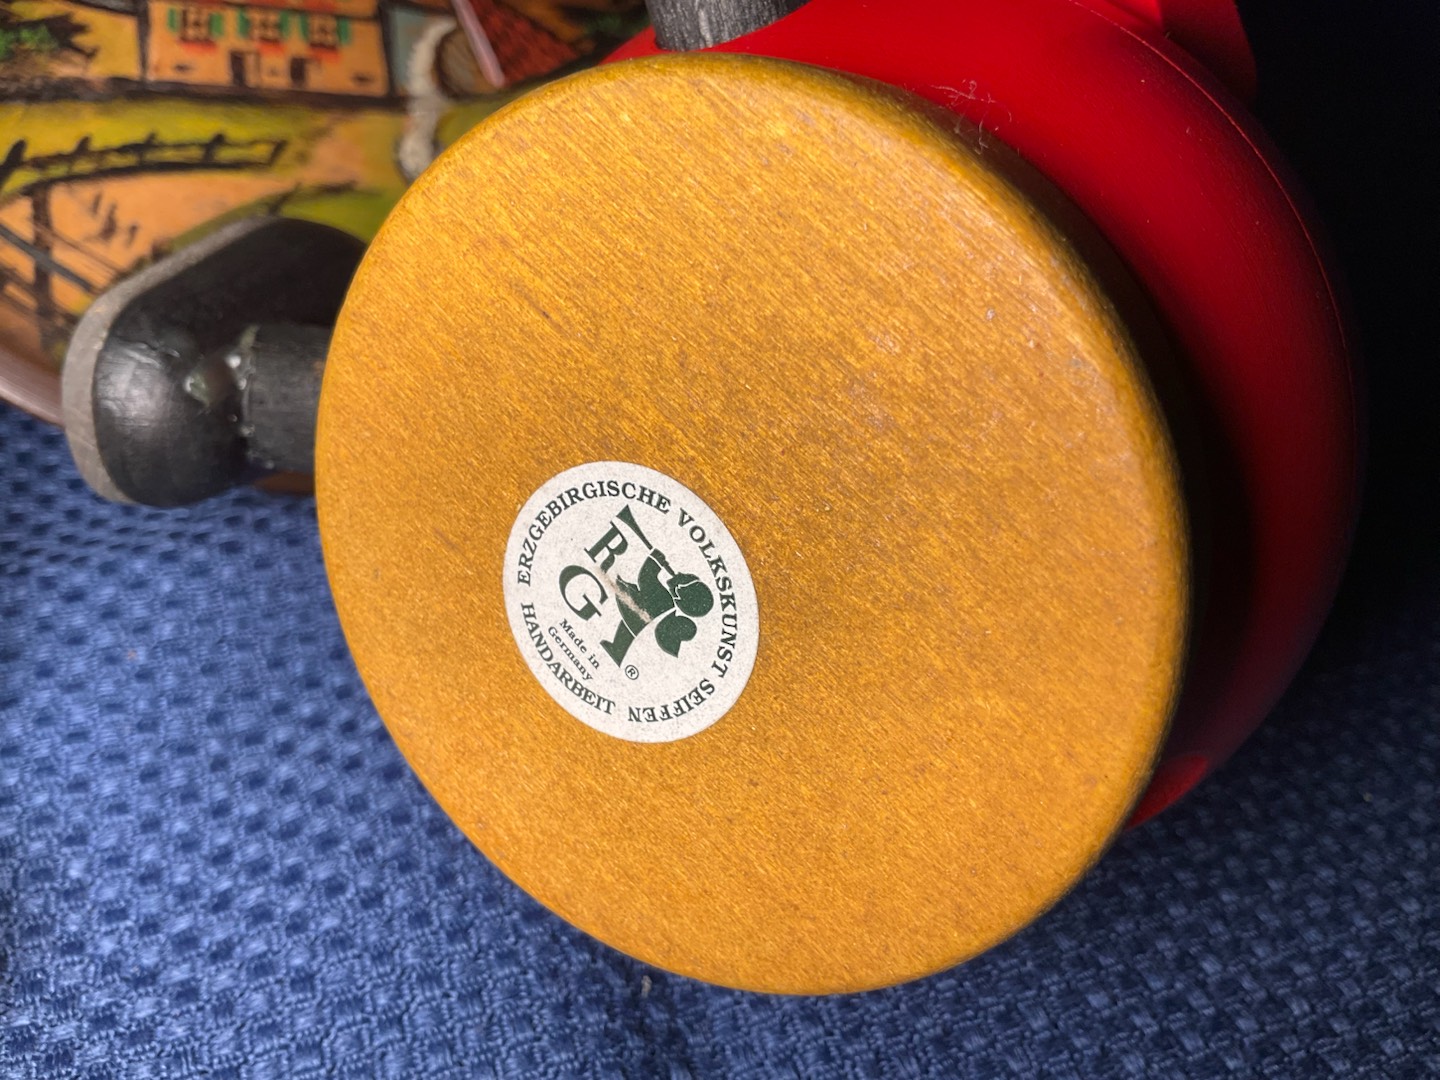 ERZGEBIRGISCHE VOLKSKUNST SEIFFEN
HANDARBEIT
R
G
Made in
Germany
®